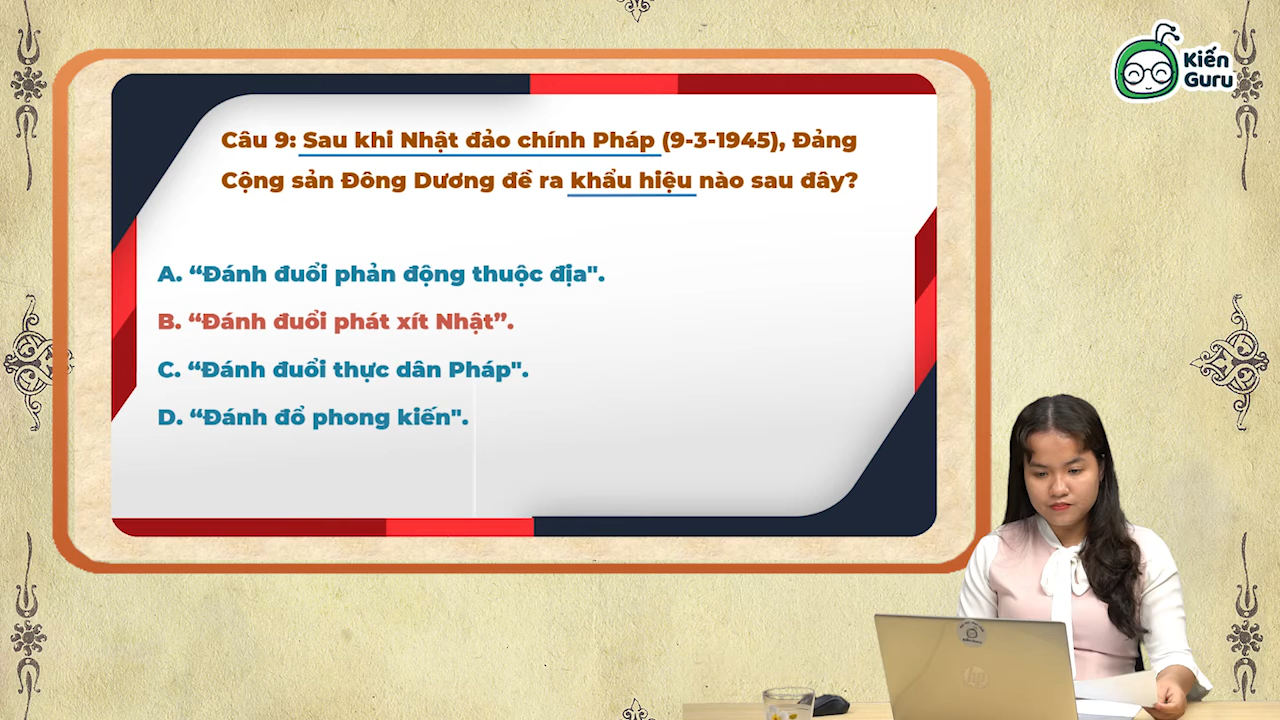 Kiến
Guru
Câu 9: Sau khi Nhật đảo chính Pháp (9-3-1945), Đảng
Cộng sản Đông Dương đề ra khẩu hiệu nào sau đây?
A. “Đánh đuổi phản động thuộc địa".
B. “Đánh đuổi phát xít Nhật”.
C. “Đánh đuổi thực dân Pháp".
D. “Đánh đổ phong kiến".
hp